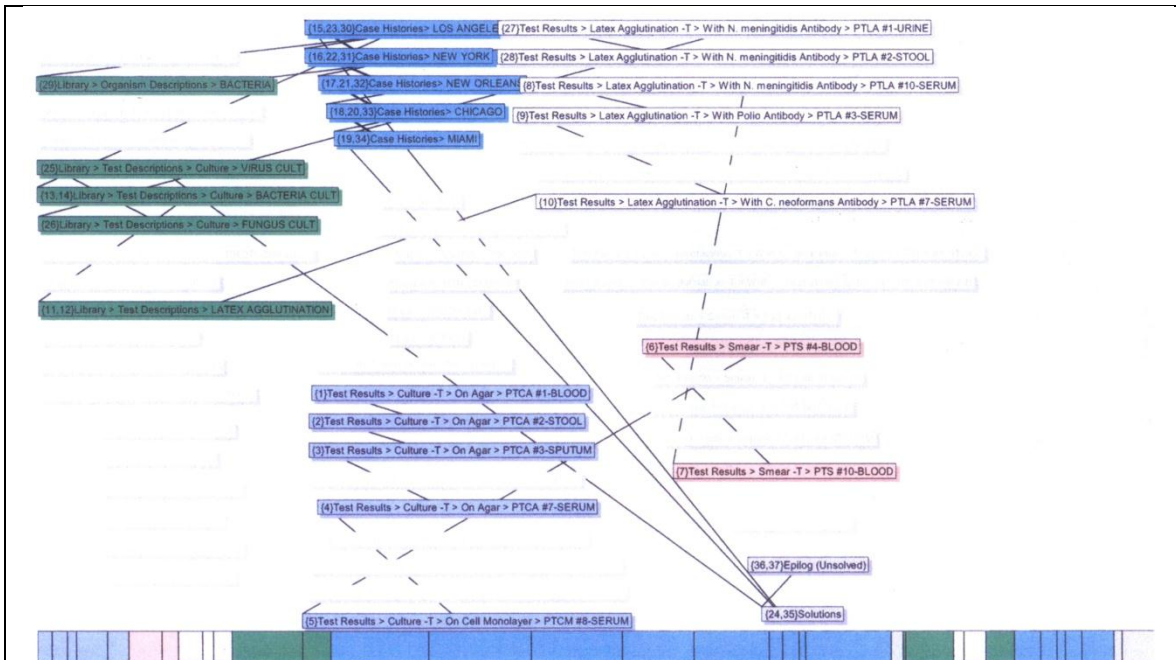 {15,23,30}Case Histories> LOS ANGELE
{27}Test Results > Latex Agglutination -T > With N. meningitidis Antibody > PTLA #1-URINE
{16,22,31}Case Histories> NEW YORK
{28}Test Results > Latex Agglutination -T > With N. meningitidis Antibody > PTLA #2-STOOL
{29}Library > Organism Descriptions > BACTERIA
{17,21,32}Case Histories> NEW ORLEAN
{8}Test Results > Latex Agglutination -T > With N. meningitidis Antibody > PTLA #10-SERUM
{18,20,33}Case Histories> CHICAGO
{9}Test Results > Latex Agglutination -T > With Polio Antibody > PTLA #3-SERUM
{19,34}Case Histories> MIAMI
{25}Library > Test Descriptions > Culture > VIRUS CULT
{13,14}Library > Test Descriptions > Culture > BACTERIA CULT
{10}Test Results > Latex Agglutination -T > With C. neoformans Antibody > PTLA #7-SERUM
{26}Library > Test Descriptions > Culture > FUNGUS CULT
{11,12}Library > Test Descriptions > LATEX AGGLUTINATION
{6}Test Results > Smear -T > PTS #4-BLOOD
{1}Test Results > Culture -T > On Agar > PTCA #1-BLOOD
{2}Test Results > Culture -T > On Agar > PTCA #2-STOOL
{3}Test Results > Culture -T > On Agar > PTCA #3-SPUTUM
{7}Test Results > Smear -T > PTS #10-BLOOD
{4}Test Results > Culture -T > On Agar > PTCA #7-SERUM
{36,37}Epilog (Unsolved)
{24,35}Solutions
{5}Test Results > Culture -T > On Cell Monolayer > PTCM #8-SERUM